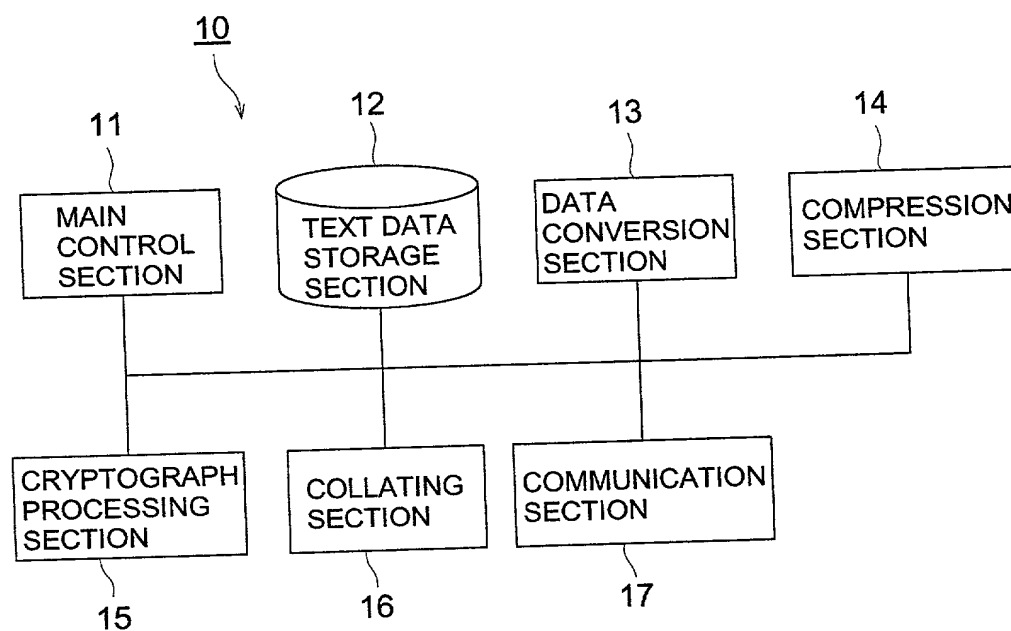 10
11
12
13
14
MAIN
CONTROL
SECTION
TEXT DATA
STORAGE
SECTION
DATA
CONVERSION
SECTION
COMPRESSION
SECTION
CRYPTOGRAPH
PROCESSING
SECTION
COLLATING
SECTION
COMMUNICATION
SECTION
15
16
17